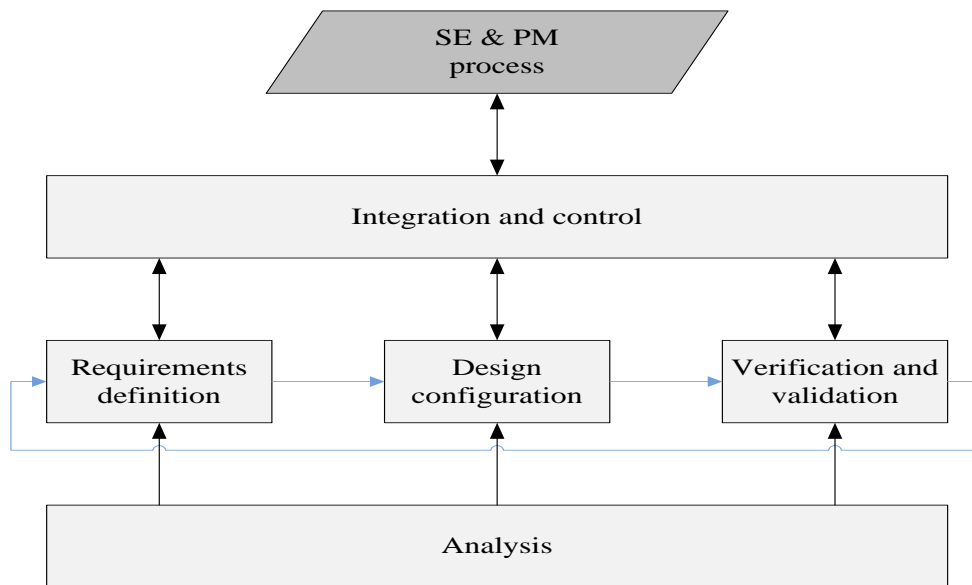 SE & PM
process
Integration and control
Requirements
definition
Design
configuration
Verification and
validation
Analysis